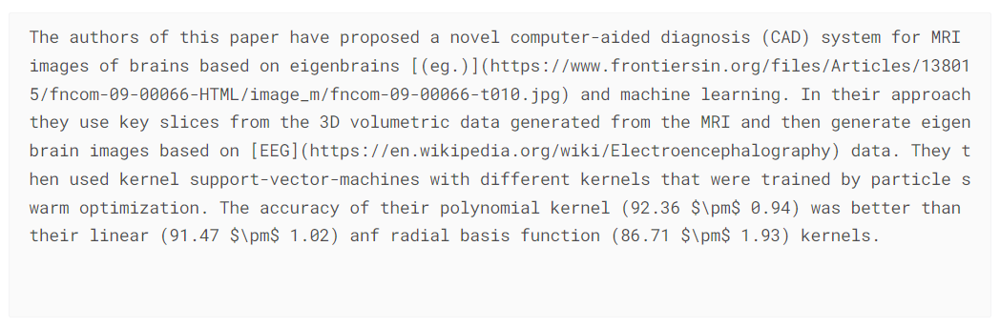 The authors of this paper have proposed a novel computer-aided diagnosis (CAD) system for MRI
images of brains based on eigenbrains [(eg.)](https://www.frontiersin.org/files/Articles/13801
5/fncom-09-00066-HTML/image_m/fncom-09-00066-t010.jpg) and machine learning. In their approach
they use key slices from the 3D volumetric data generated from the MRI and then generate eigen
brain images based on [EEG](https://en.wikipedia.org/wiki/Electroencephalography) data. They t
hen used kernel support-vector-machines with different kernels that were trained by particle s
warm optimization. The accuracy of their polynomial kernel (92.36 $\pm$ 0.94) was better than
their linear (91.47 $\pm$ 1.02) anf radial basis function (86.71 $\pm$ 1.93) kernels.